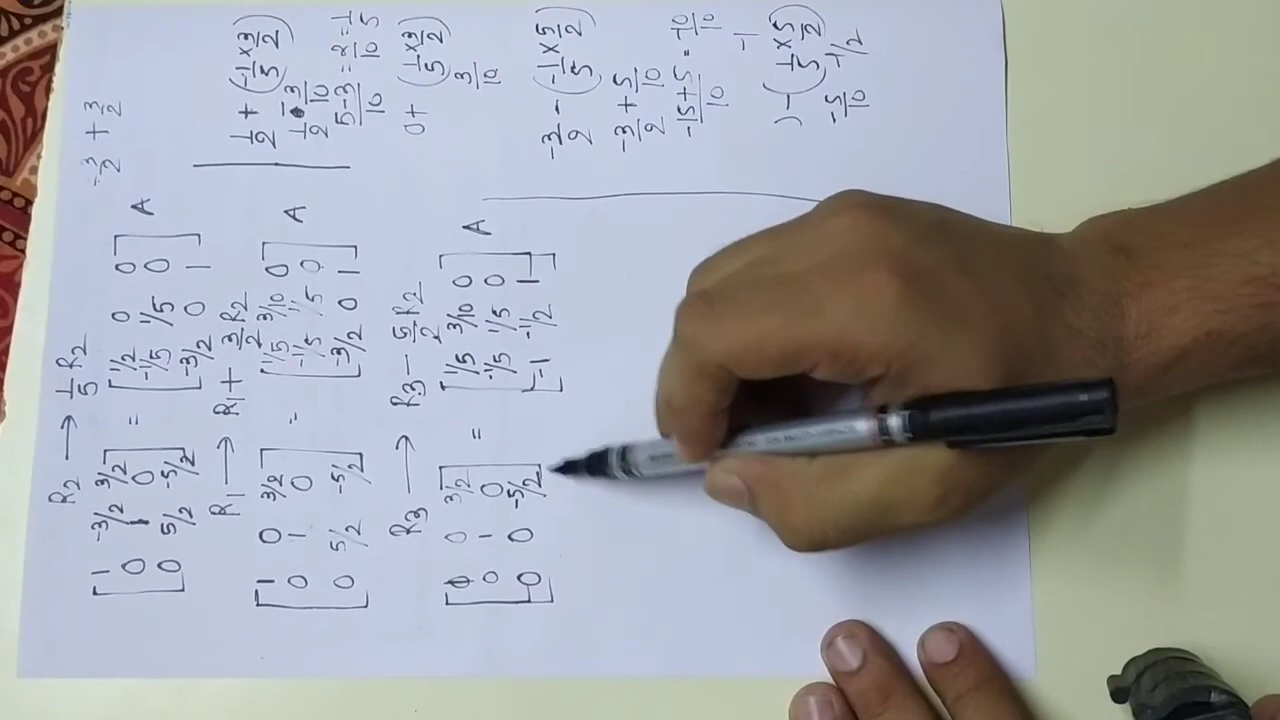 R2 → 1/5 R2
[1 -3/2 3/2
0 1 0
0 5/2 -5/2] = [1/2 0 0
-1/5 1/5 0
-3/2 0 1] A
R1 → R1 + 3/2 R2
[1 0 3/2
0 1 0
0 5/2 -5/2] = [1/5 3/10 0
-1/5 1/5 0
-3/2 0 1] A
R3 → R3 - 5/2 R2
[1 0 3/2
0 1 0
0 0 -5/2] = [1/5 3/10 0
-1/5 1/5 0
-1 -1/2 1] A
-3/2 + 3/2
1/2 + (-1/5 × 3/2)
1/2 - 3/10
5-3/10 = 2/10 = 1/5
0+ (1/5 × 3/2)
3/10
-3/2 - (-1/5 × 5/2)
-3/2 + 5/10
-15+5/10 = -10/10
-1
) - (1/5 × 5/2)
-5/10 -1/2